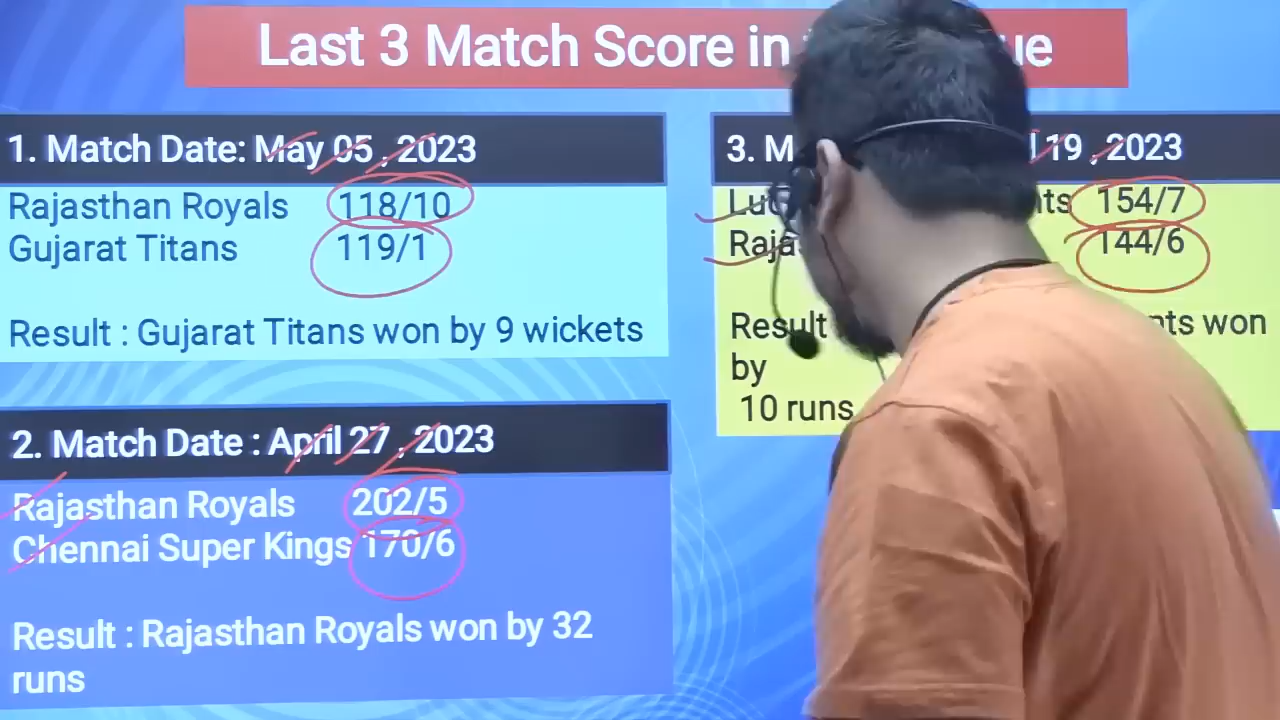 Last 3 Match Score in
1. Match Date: May 05 , 2023
Rajasthan Royals 118/10
Gujarat Titans 119/1
Result : Gujarat Titans won by 9 wickets
2. Match Date : April 27 , 2023
Rajasthan Royals 202/5
Chennai Super Kings 170/6
Result : Rajasthan Royals won by 32
runs
3. 19 , 2023
154/7
144/6
Result won
by
10 runs